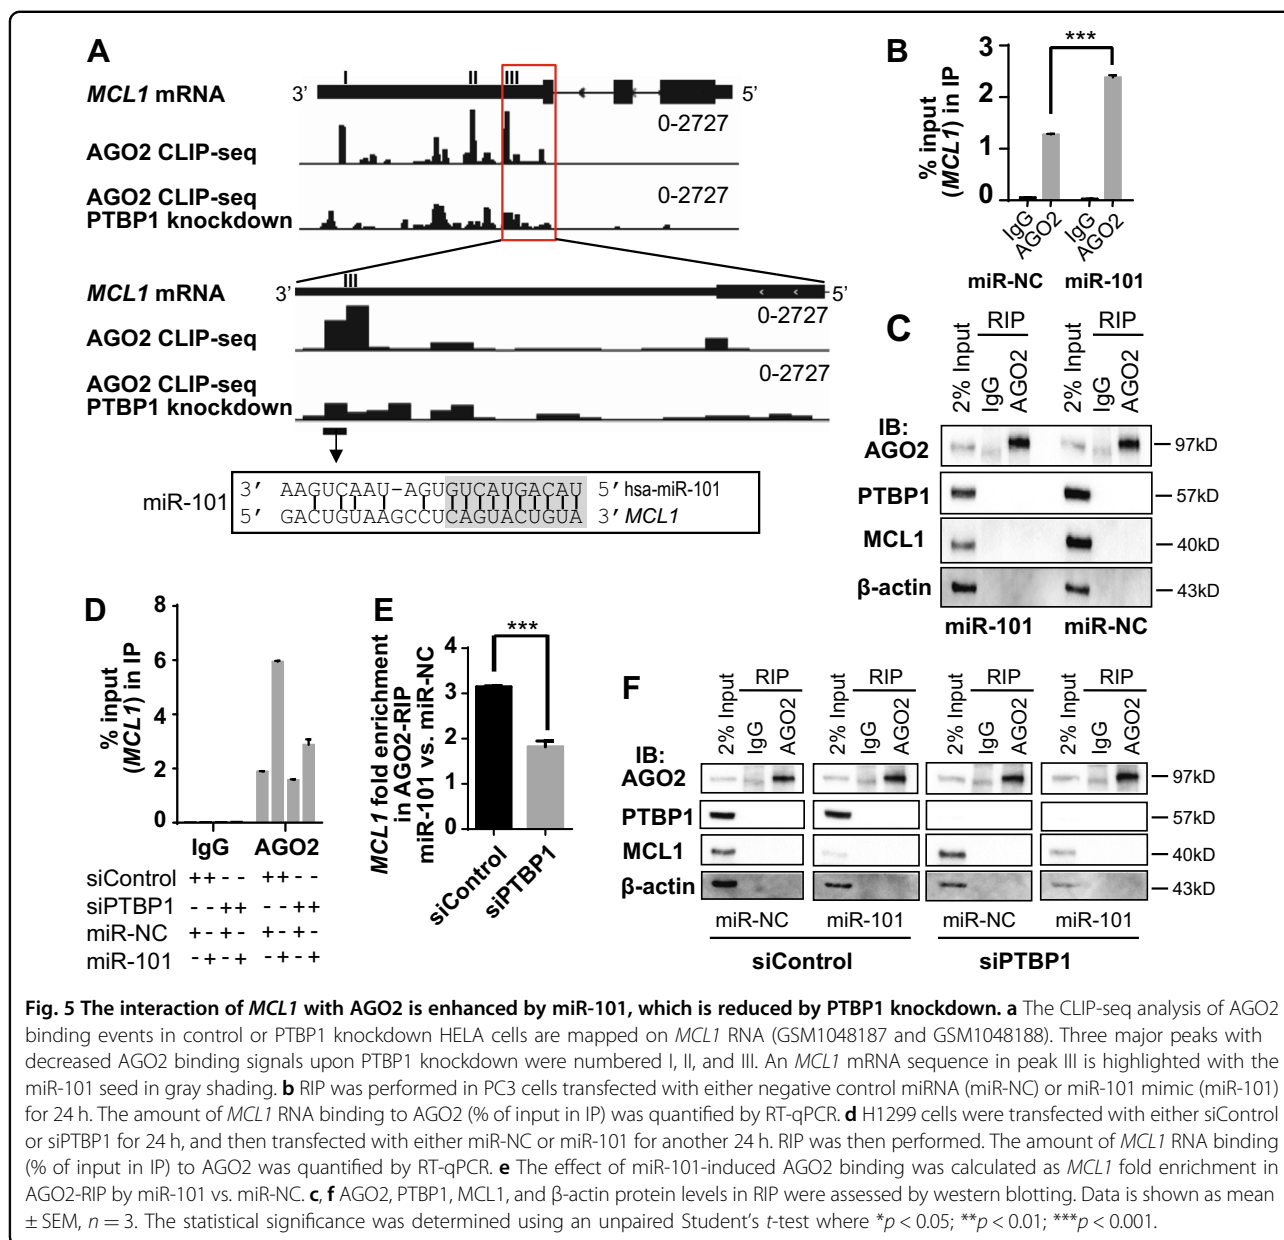 A
I II III
MCL1 mRNA 3' 5'
0-2727
AGO2 CLIP-seq
0-2727
AGO2 CLIP-seq
PTBP1 knockdown
III
MCL1 mRNA 3' 5'
0-2727
AGO2 CLIP-seq
0-2727
AGO2 CLIP-seq
PTBP1 knockdown
miR-101
3′ AAGUCAAU-AGUGUCAUGACAU 5′ hsa-miR-101
5′ GACUGUAAGCCUCAGUACUGUA 3′ MCL1
B
% input
(MCL1) in IP
3
2
1
0
***
IgG AGO2 IgG AGO2
miR-NC miR-101
C
RIP RIP
2% Input IgG AGO2 2% Input IgG AGO2
IB:
AGO2 97kD
PTBP1 57kD
MCL1 40kD
β-actin 43kD
miR-101 miR-NC
D
% input
(MCL1) in IP
8
6
4
2
0
IgG AGO2
siControl ++-- ++--
siPTBP1 --++ --++
miR-NC +-+- +-+-
miR-101 -+-+ -+-+
E
MCL1 fold enrichment
in AGO2-RIP
miR-101 vs. miR-NC
4
3
2
1
0
***
siControl siPTBP1
F
RIP RIP RIP RIP
2% Input IgG AGO2 2% Input IgG AGO2 2% Input IgG AGO2 2% Input IgG AGO2
IB:
AGO2 97kD
PTBP1 57kD
MCL1 40kD
β-actin 43kD
miR-NC miR-101 miR-NC miR-101
siControl siPTBP1
Fig. 5 The interaction of MCL1 with AGO2 is enhanced by miR-101, which is reduced by PTBP1 knockdown. a The CLIP-seq analysis of AGO2
binding events in control or PTBP1 knockdown HELA cells are mapped on MCL1 RNA (GSM1048187 and GSM1048188). Three major peaks with
decreased AGO2 binding signals upon PTBP1 knockdown were numbered I, II, and III. An MCL1 mRNA sequence in peak III is highlighted with the
miR-101 seed in gray shading. b RIP was performed in PC3 cells transfected with either negative control miRNA (miR-NC) or miR-101 mimic (miR-101)
for 24 h. The amount of MCL1 RNA binding to AGO2 (% of input in IP) was quantified by RT-qPCR. d H1299 cells were transfected with either siControl
or siPTBP1 for 24 h, and then transfected with either miR-NC or miR-101 for another 24 h. RIP was then performed. The amount of MCL1 RNA binding
(% of input in IP) to AGO2 was quantified by RT-qPCR. e The effect of miR-101-induced AGO2 binding was calculated as MCL1 fold enrichment in
AGO2-RIP by miR-101 vs. miR-NC. c, f AGO2, PTBP1, MCL1, and β-actin protein levels in RIP were assessed by western blotting. Data is shown as mean
± SEM, n = 3. The statistical significance was determined using an unpaired Student's t-test where *p < 0.05; **p < 0.01; ***p < 0.001.